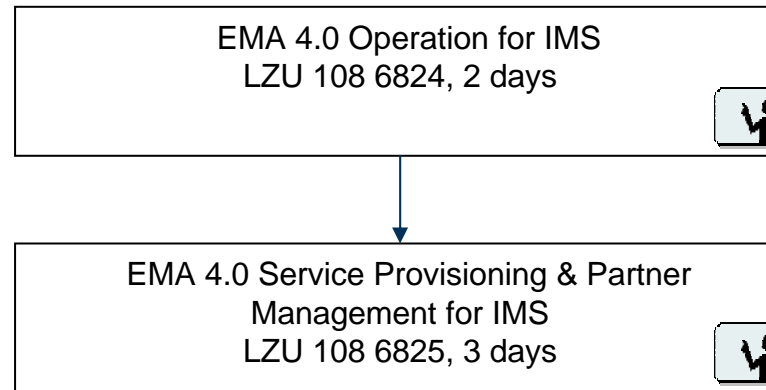 EMA 4.0 Operation for IMS
LZU 108 6824, 2 days
EMA 4.0 Service Provisioning & Partner
Management for IMS
LZU 108 6825, 3 days